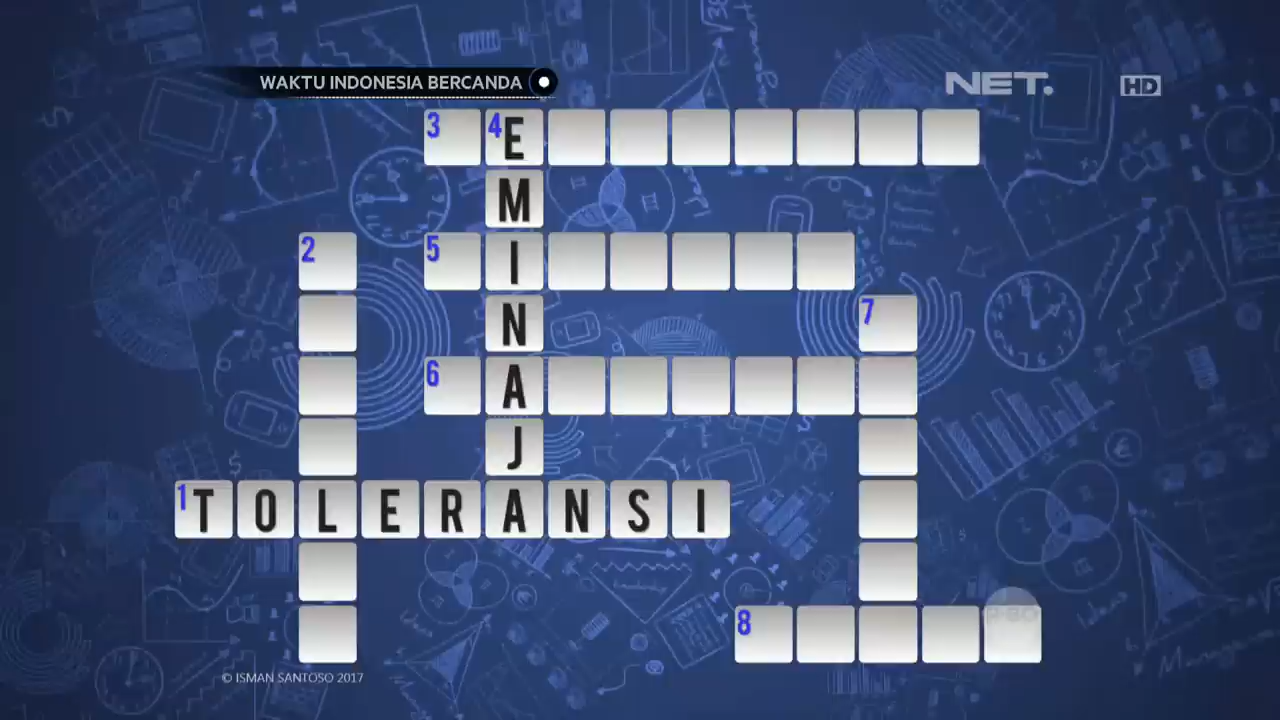 WAKTU INDONESIA BERCANDA
NET.
HD
3
4 E
M
2
5
I
N
7
6
A
J
1 T O L E R A N S I
8
© ISMAN SANTOSO 2017